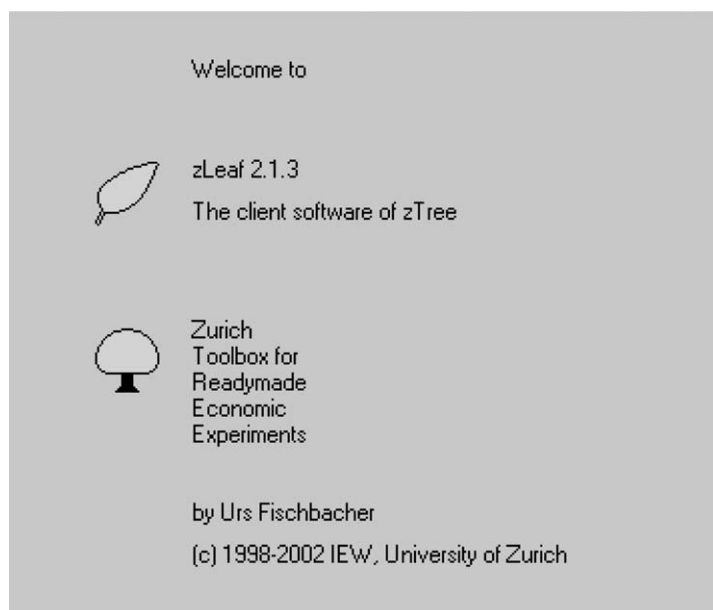 Welcome to
zLeaf 2.1.3
The client software of zTree
Zurich
Toolbox for
Readymade
Economic
Experiments
by Urs Fischbacher
(c) 1998-2002 IEW, University of Zurich